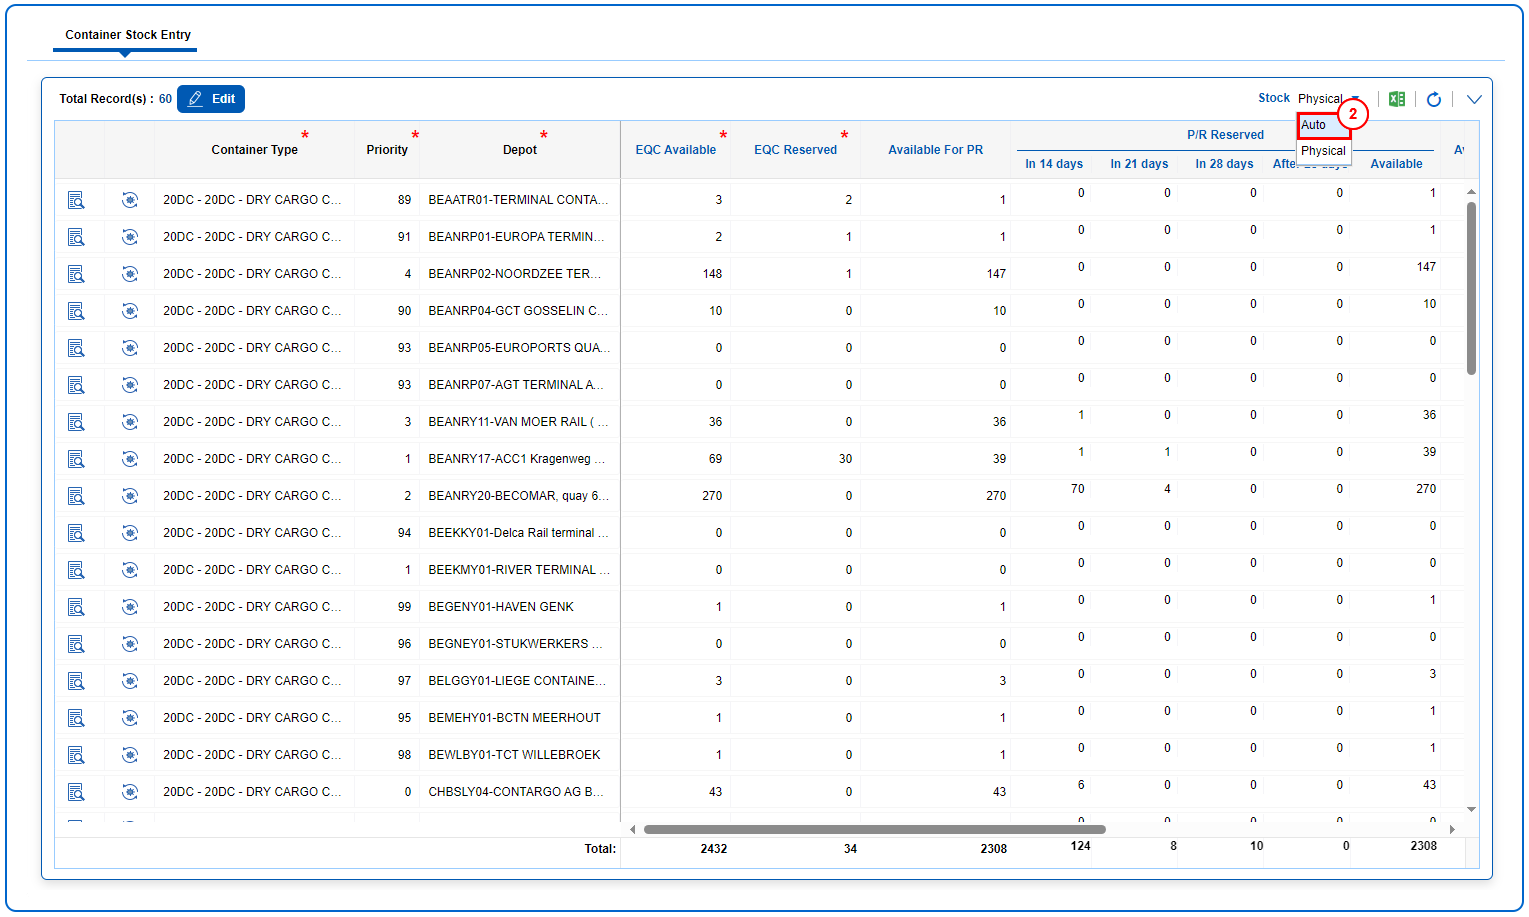 Container Stock Entry
Total Record(s) : 60 Edit Stock Physical
2
Auto
Physical
* * * * *
Container Type Priority Depot EQC Available EQC Reserved Available For PR P/R Reserved
In 14 days In 21 days In 28 days Available
20DC - 20DC - DRY CARGO C... 89 BEAATR01-TERMINAL CONTA... 3 2 1 0 0 0 0 1
20DC - 20DC - DRY CARGO C... 91 BEANRP01-EUROPA TERMIN... 2 1 1 0 0 0 0 1
20DC - 20DC - DRY CARGO C... 4 BEANRP02-NOORDZEE TER... 148 1 147 0 0 0 0 147
20DC - 20DC - DRY CARGO C... 90 BEANRP04-GCT GOSSELIN C... 10 0 10 0 0 0 0 10
20DC - 20DC - DRY CARGO C... 93 BEANRP05-EUROPORTS QUA... 0 0 0 0 0 0 0 0
20DC - 20DC - DRY CARGO C... 93 BEANRP07-AGT TERMINAL A... 0 0 0 0 0 0 0 0
20DC - 20DC - DRY CARGO C... 3 BEANRY11-VAN MOER RAIL ( ... 36 0 36 1 0 0 0 36
20DC - 20DC - DRY CARGO C... 1 BEANRY17-ACC1 Kragenweg ... 69 30 39 1 1 0 0 39
20DC - 20DC - DRY CARGO C... 2 BEANRY20-BECOMAR, quay 6... 270 0 270 70 4 0 0 270
20DC - 20DC - DRY CARGO C... 94 BEEKKY01-Delca Rail terminal ... 0 0 0 0 0 0 0 0
20DC - 20DC - DRY CARGO C... 1 BEEKMY01-RIVER TERMINAL ... 0 0 0 0 0 0 0 0
20DC - 20DC - DRY CARGO C... 99 BEGENY01-HAVEN GENK 1 0 1 0 0 0 0 1
20DC - 20DC - DRY CARGO C... 96 BEGNEY01-STUKWERKERS ... 0 0 0 0 0 0 0 0
20DC - 20DC - DRY CARGO C... 97 BELGGY01-LIEGE CONTAINE... 3 0 3 0 0 0 0 3
20DC - 20DC - DRY CARGO C... 95 BEMEHY01-BCTN MEERHOUT 1 0 1 0 0 0 0 1
20DC - 20DC - DRY CARGO C... 98 BEWLBY01-TCT WILLEBROEK 1 0 1 0 0 0 0 1
20DC - 20DC - DRY CARGO C... 0 CHBSLY04-CONTARGO AG B... 43 0 43 6 0 0 0 43
Total: 2432 34 2308 124 8 10 0 2308